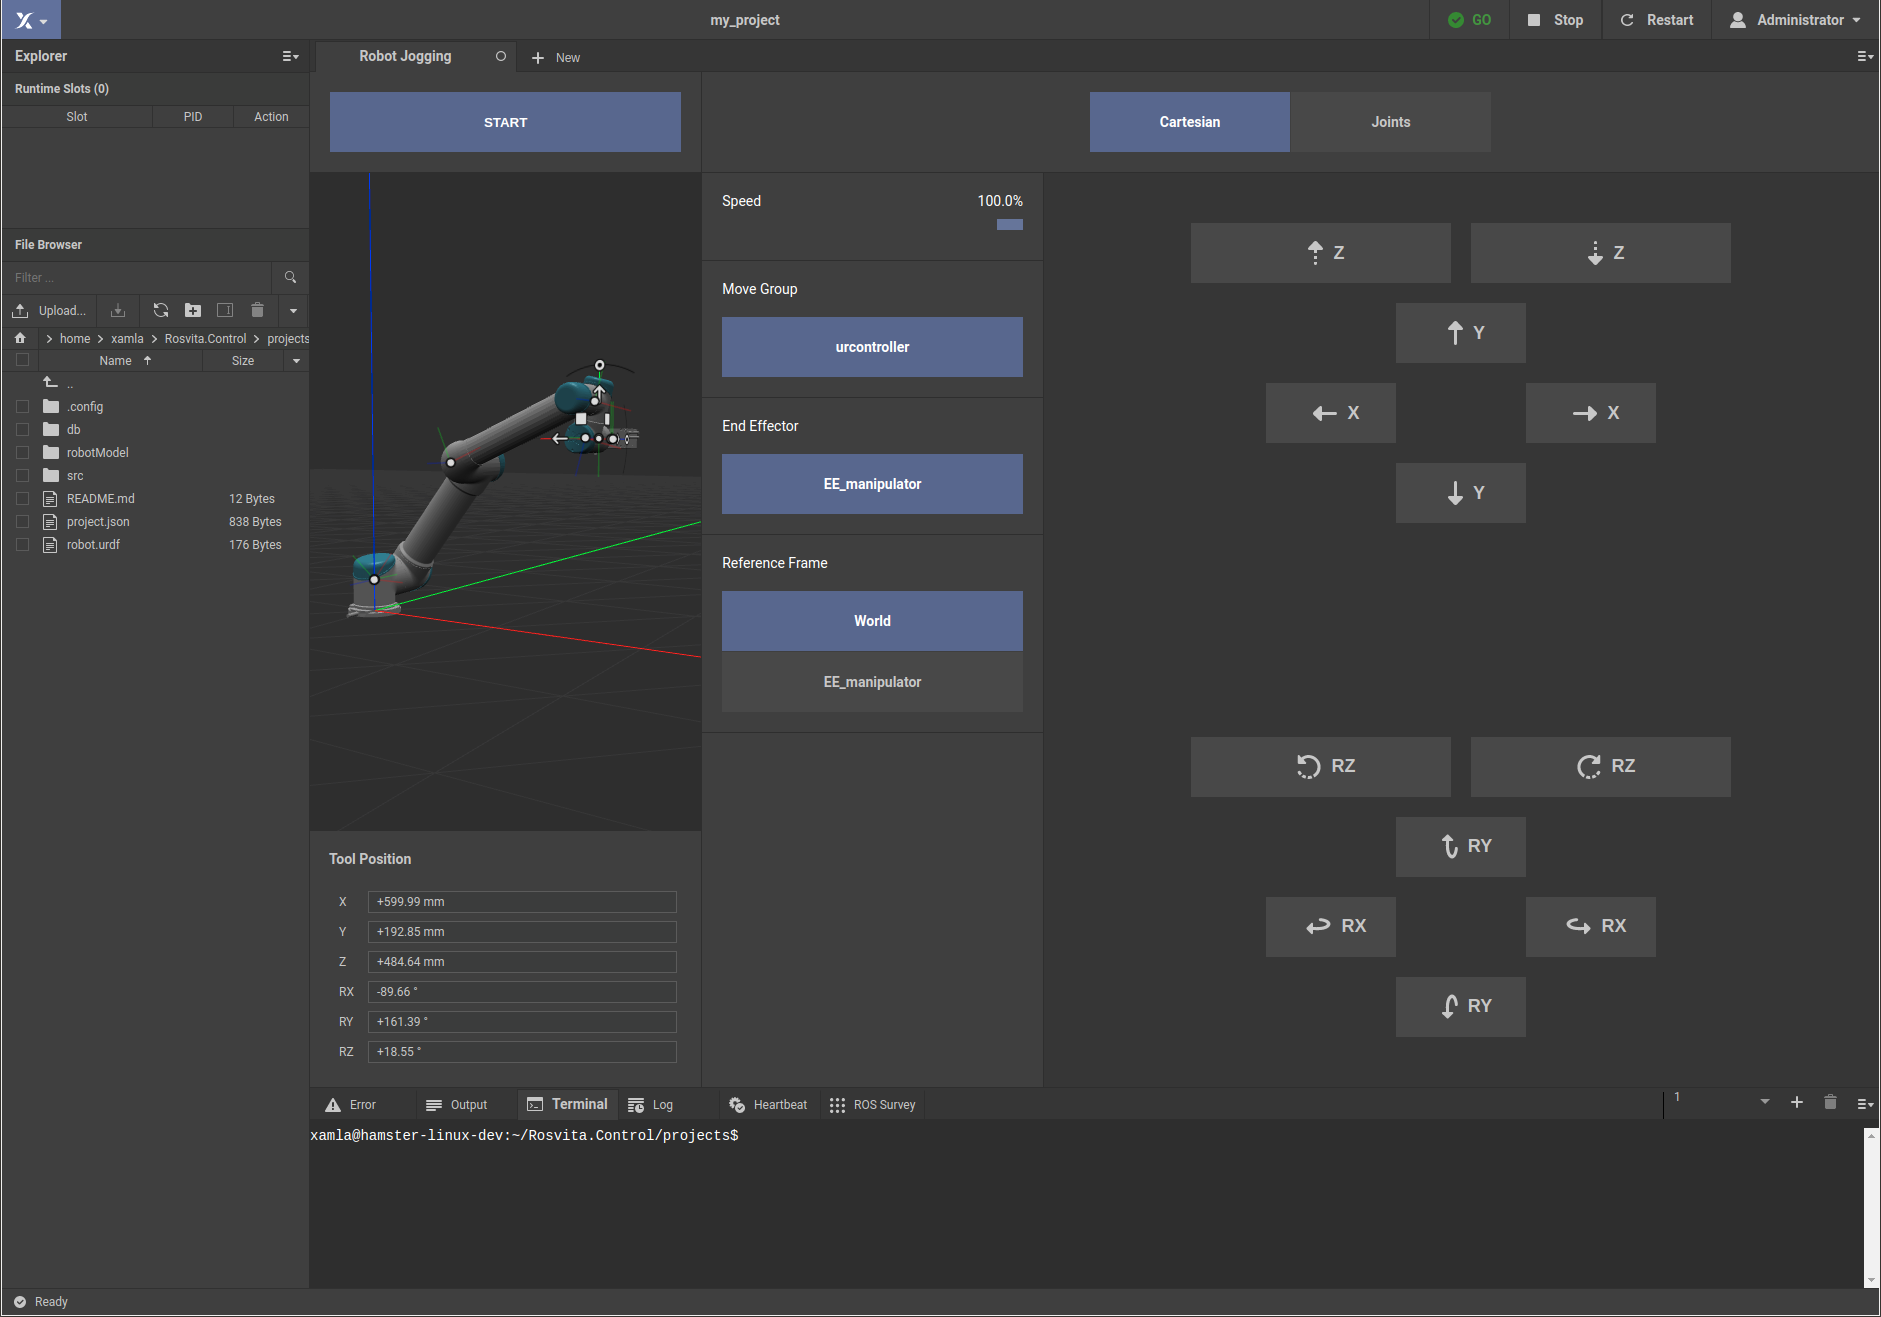 my_project
GO
Stop
Restart
Administrator
Explorer
Robot Jogging
New
Runtime Slots (0)
Slot PID Action
START
Cartesian
Joints
Speed 100.0%
Move Group
urcontroller
End Effector
EE_manipulator
Reference Frame
World
EE_manipulator
File Browser
Filter ...
Upload...
home xamla Rosvita.Control projects
Name Size
..
.config
db
robotModel
src
README.md 12 Bytes
project.json 838 Bytes
robot.urdf 176 Bytes
Z
Z
Y
X
X
Y
RZ
RZ
RY
RX
RX
RY
Tool Position
X +599.99 mm
Y +192.85 mm
Z +484.64 mm
RX -89.66 °
RY +161.39 °
RZ +18.55 °
Error
Output
Terminal
Log
Heartbeat
ROS Survey
1
xamla@hamster-linux-dev:~/Rosvita.Control/projects$
Ready